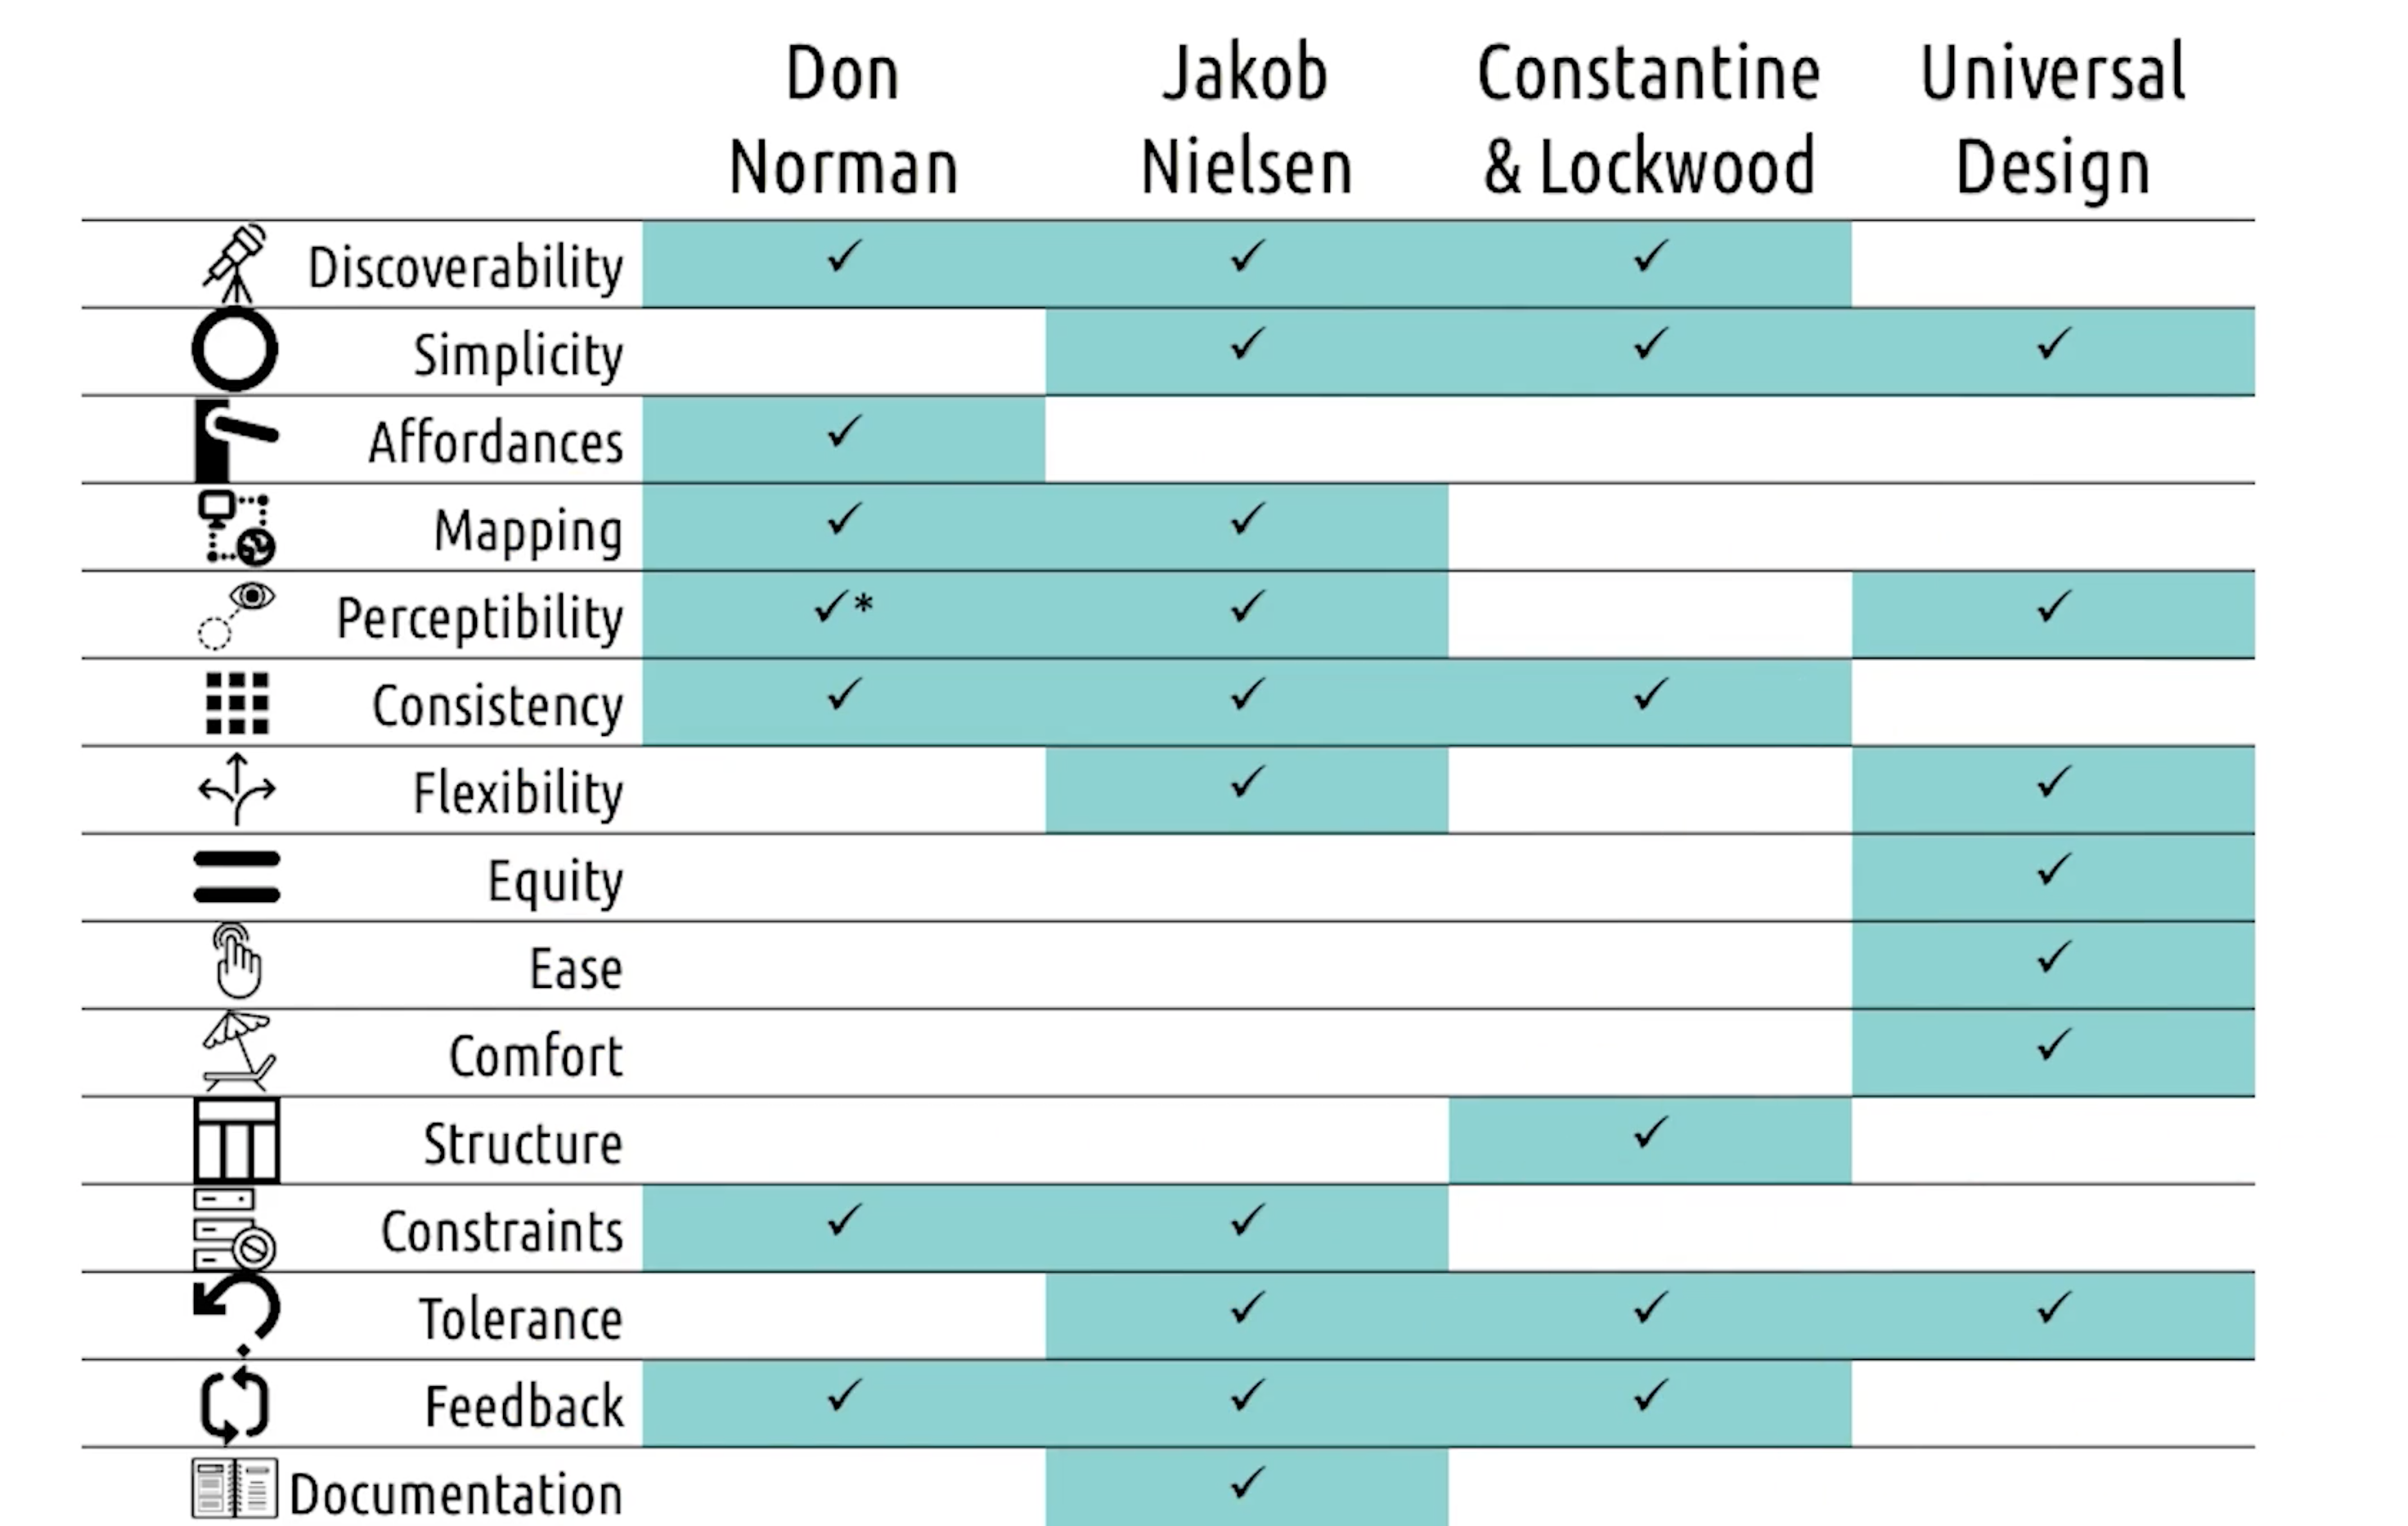 Don Norman Jakob Nielsen Constantine & Lockwood Universal Design
Discoverability ✓ ✓ ✓
Simplicity ✓ ✓ ✓
Affordances ✓
Mapping ✓ ✓
Perceptibility ✓* ✓ ✓
Consistency ✓ ✓ ✓
Flexibility ✓ ✓
Equity ✓
Ease ✓
Comfort ✓
Structure ✓
Constraints ✓ ✓
Tolerance ✓ ✓ ✓
Feedback ✓ ✓ ✓
Documentation ✓